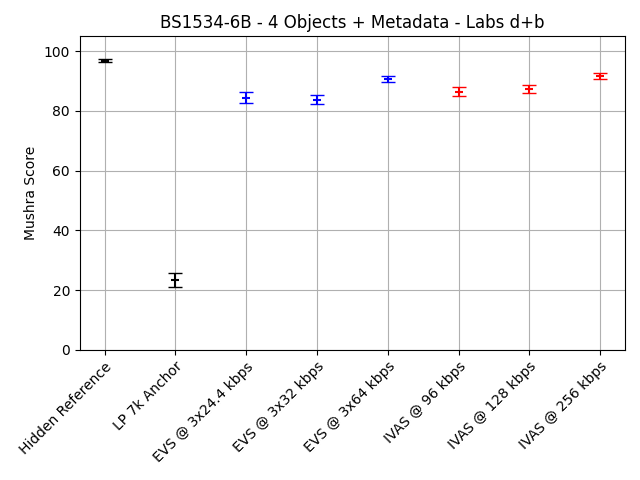 BS1534-6B - 4 Objects + Metadata - Labs d+b
Mushra Score
100
80
60
40
20
0
Hidden Reference
LP 7k Anchor
EVS @ 3x24.4 kbps
EVS @ 3x32 kbps
EVS @ 3x64 kbps
IVAS @ 96 kbps
IVAS @ 128 kbps
IVAS @ 256 kbps